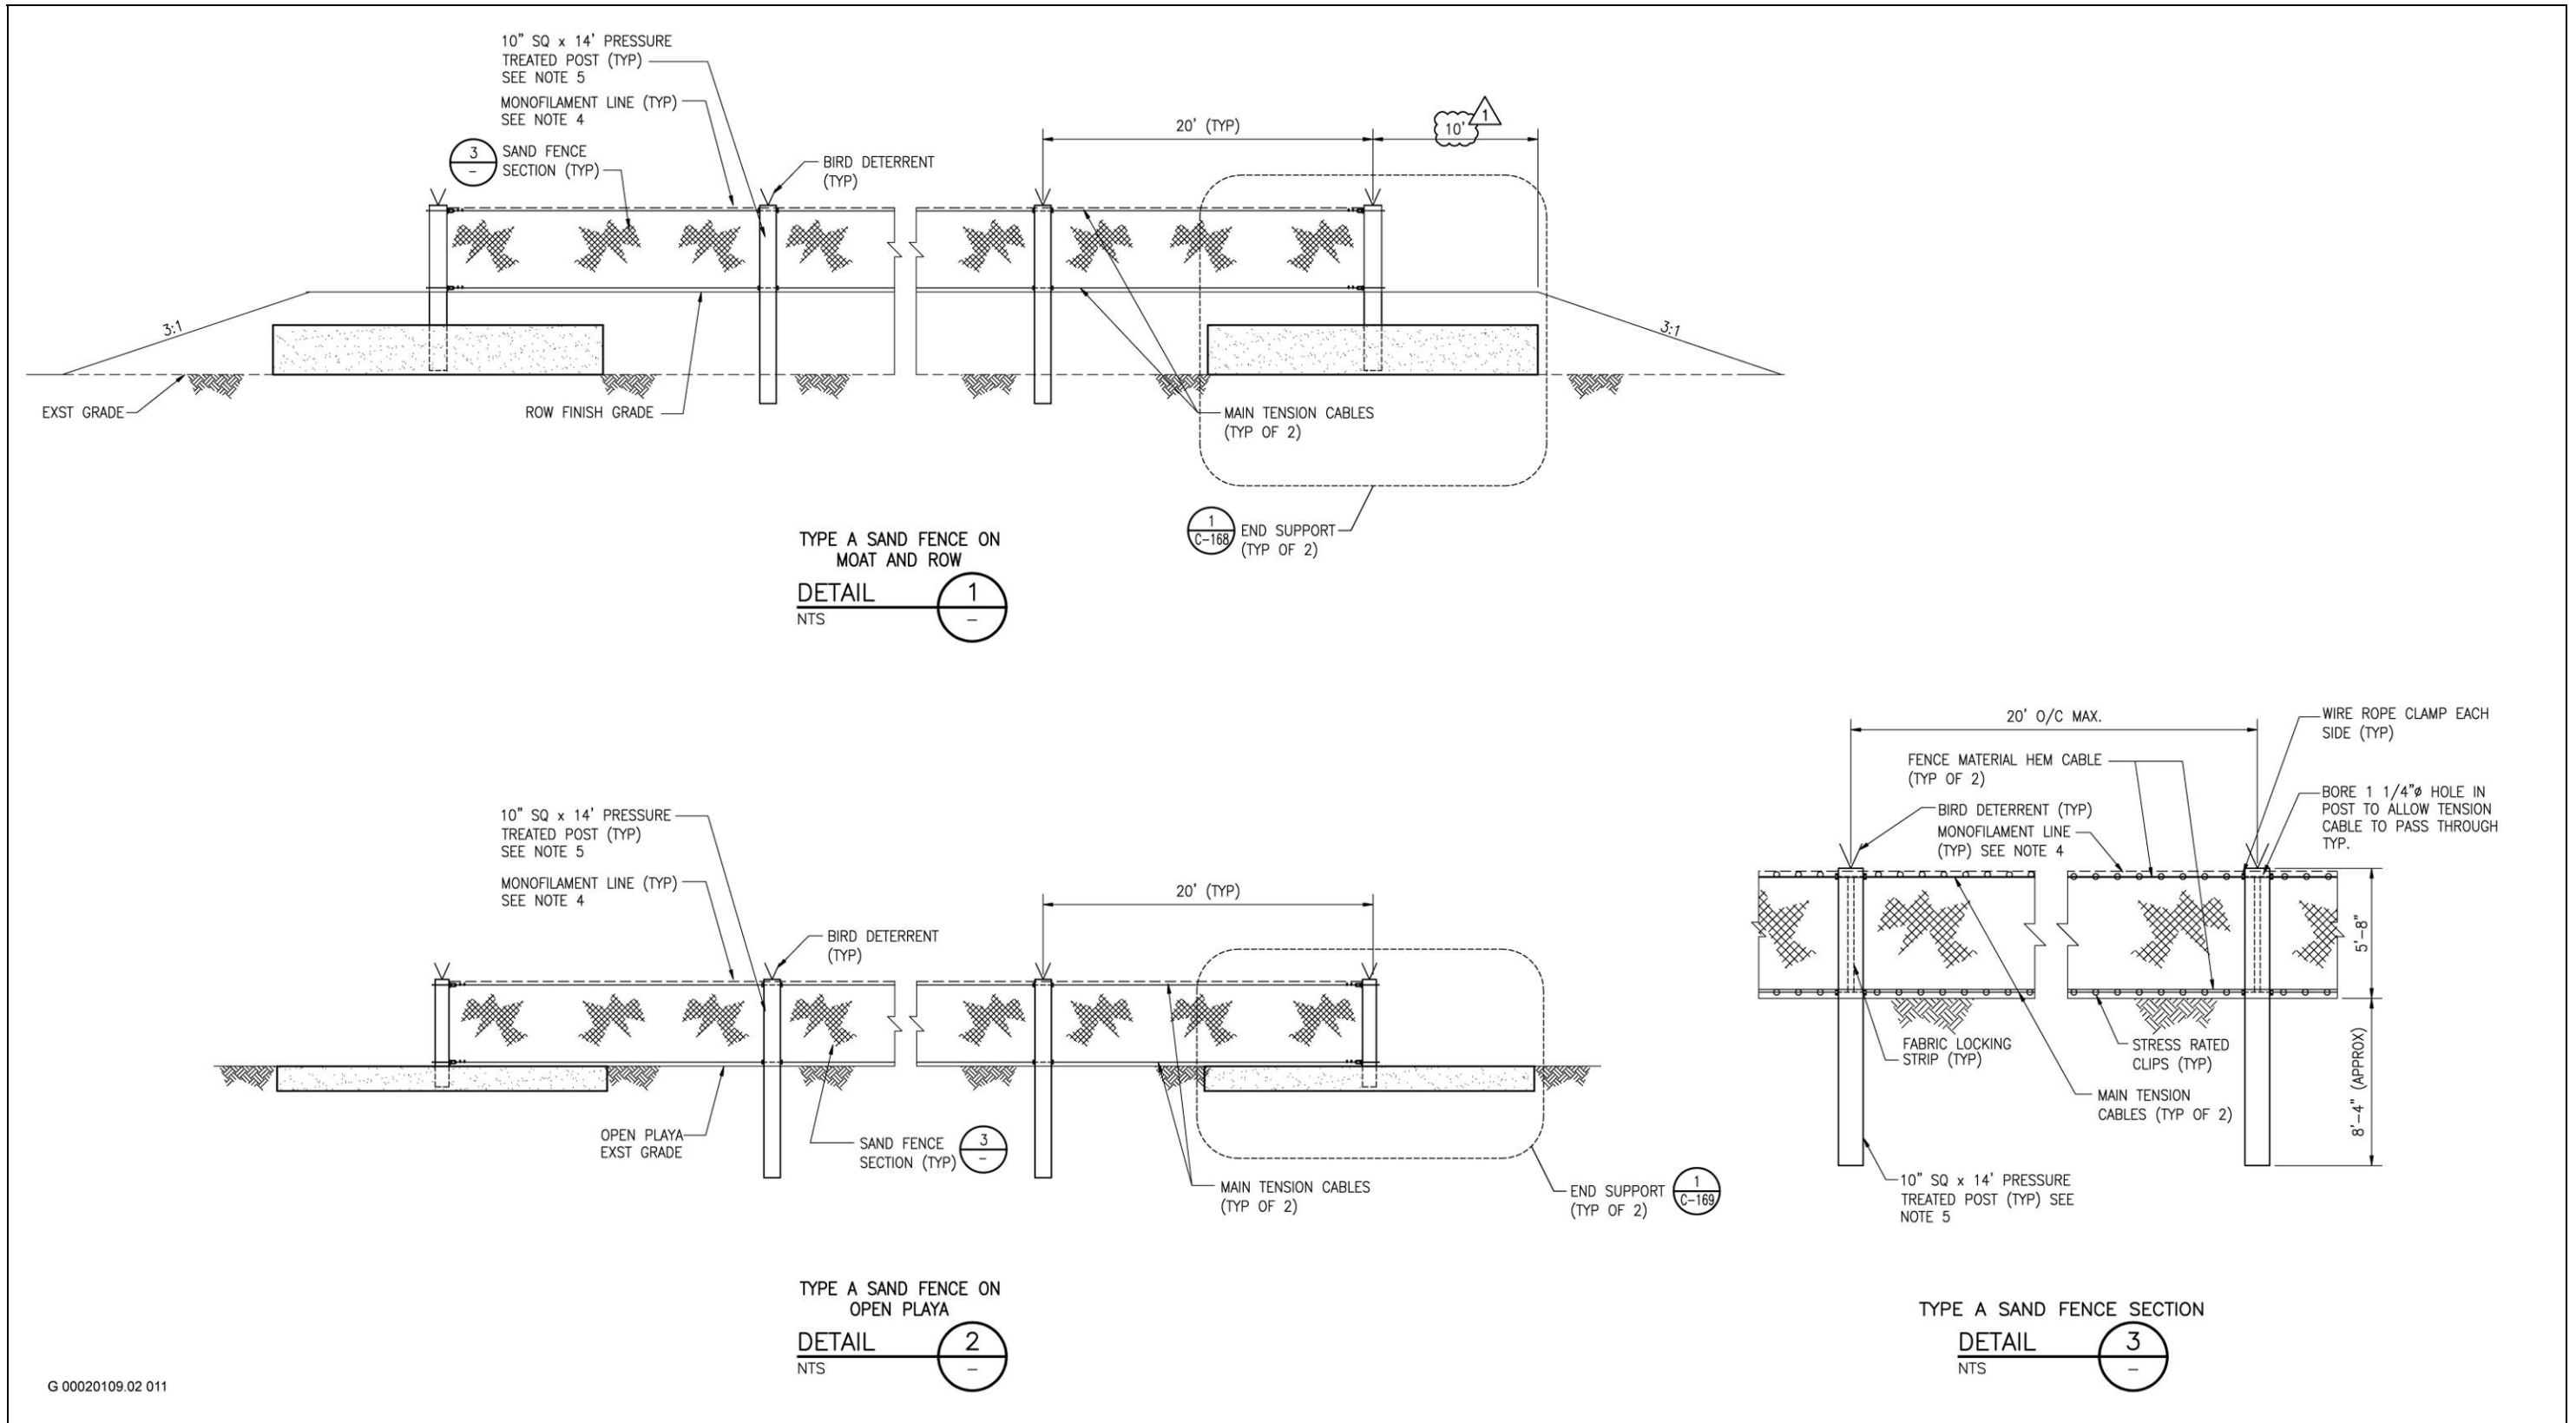 10" SQ x 14' PRESSURE
TREATED POST (TYP)
SEE NOTE 5
MONOFILAMENT LINE (TYP)
SEE NOTE 4
3
–
SAND FENCE
SECTION (TYP)
BIRD DETERRENT
(TYP)
20' (TYP)
10'
1
3:1
3:1
EXST GRADE
ROW FINISH GRADE
MAIN TENSION CABLES
(TYP OF 2)
1
C-168
END SUPPORT
(TYP OF 2)
TYPE A SAND FENCE ON
MOAT AND ROW
DETAIL
NTS
1
–
10" SQ x 14' PRESSURE
TREATED POST (TYP)
SEE NOTE 5
MONOFILAMENT LINE (TYP)
SEE NOTE 4
BIRD DETERRENT
(TYP)
20' (TYP)
OPEN PLAYA
EXST GRADE
SAND FENCE
SECTION (TYP)
3
–
MAIN TENSION CABLES
(TYP OF 2)
END SUPPORT
(TYP OF 2)
1
C-169
TYPE A SAND FENCE ON
OPEN PLAYA
DETAIL
NTS
2
–
20' O/C MAX.
WIRE ROPE CLAMP EACH
SIDE (TYP)
FENCE MATERIAL HEM CABLE
(TYP OF 2)
BORE 1 1/4"ø HOLE IN
POST TO ALLOW TENSION
CABLE TO PASS THROUGH
TYP.
BIRD DETERRENT (TYP)
MONOFILAMENT LINE
(TYP) SEE NOTE 4
5'-8"
8'-4" (APPROX)
FABRIC LOCKING
STRIP (TYP)
STRESS RATED
CLIPS (TYP)
MAIN TENSION
CABLES (TYP OF 2)
10" SQ x 14' PRESSURE
TREATED POST (TYP) SEE
NOTE 5
TYPE A SAND FENCE SECTION
DETAIL
NTS
3
–
G 00020109.02 011